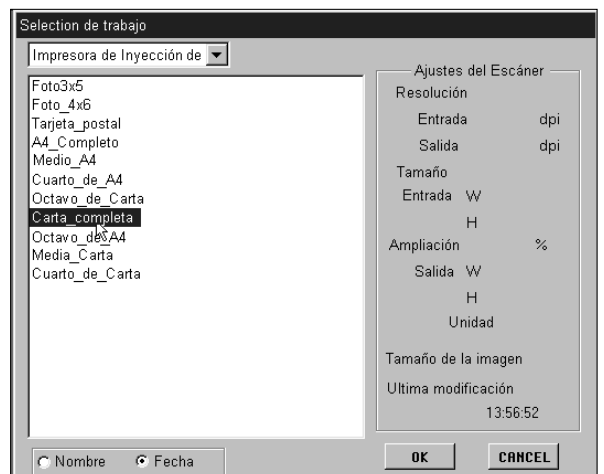 Selection de trabajo
Impresora de Inyección de
Foto3x5
Foto_4x6
Tarjeta_postal
A4_Completo
Medio_A4
Cuarto_de_A4
Octavo_de_Carta
Carta_completa
Octavo_de_A4
Media_Carta
Cuarto_de_Carta
Nombre Fecha
Ajustes del Escáner
Resolución
Entrada dpi
Salida dpi
Tamaño
Entrada W
H
Ampliación %
Salida W
H
Unidad
Tamaño de la imagen
Ultima modificación
13:56:52
OK CANCEL